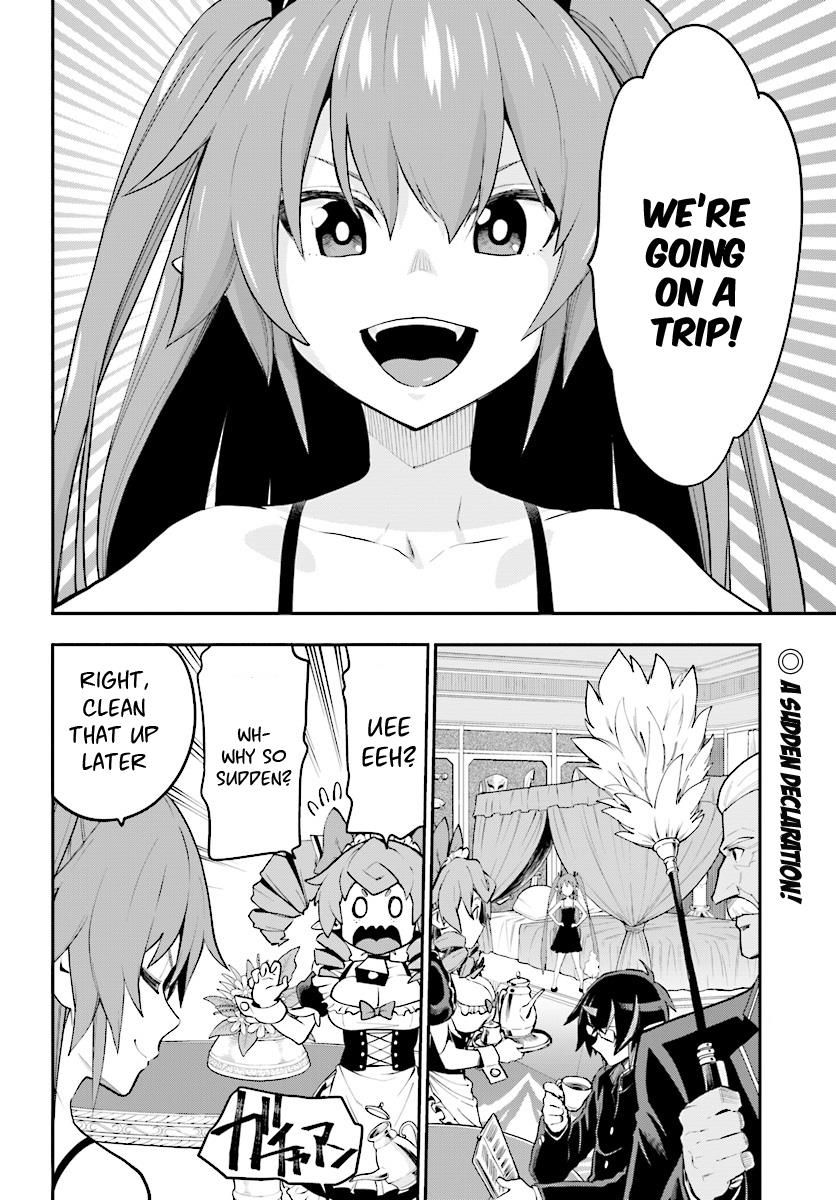 WE'RE
GOING
ON A
TRIP!
◎ A SUDDEN DECLARATION!
UEE
EEH?
WH-
WHY SO
SUDDEN?
RIGHT,
CLEAN
THAT UP
LATER
ガチャアン